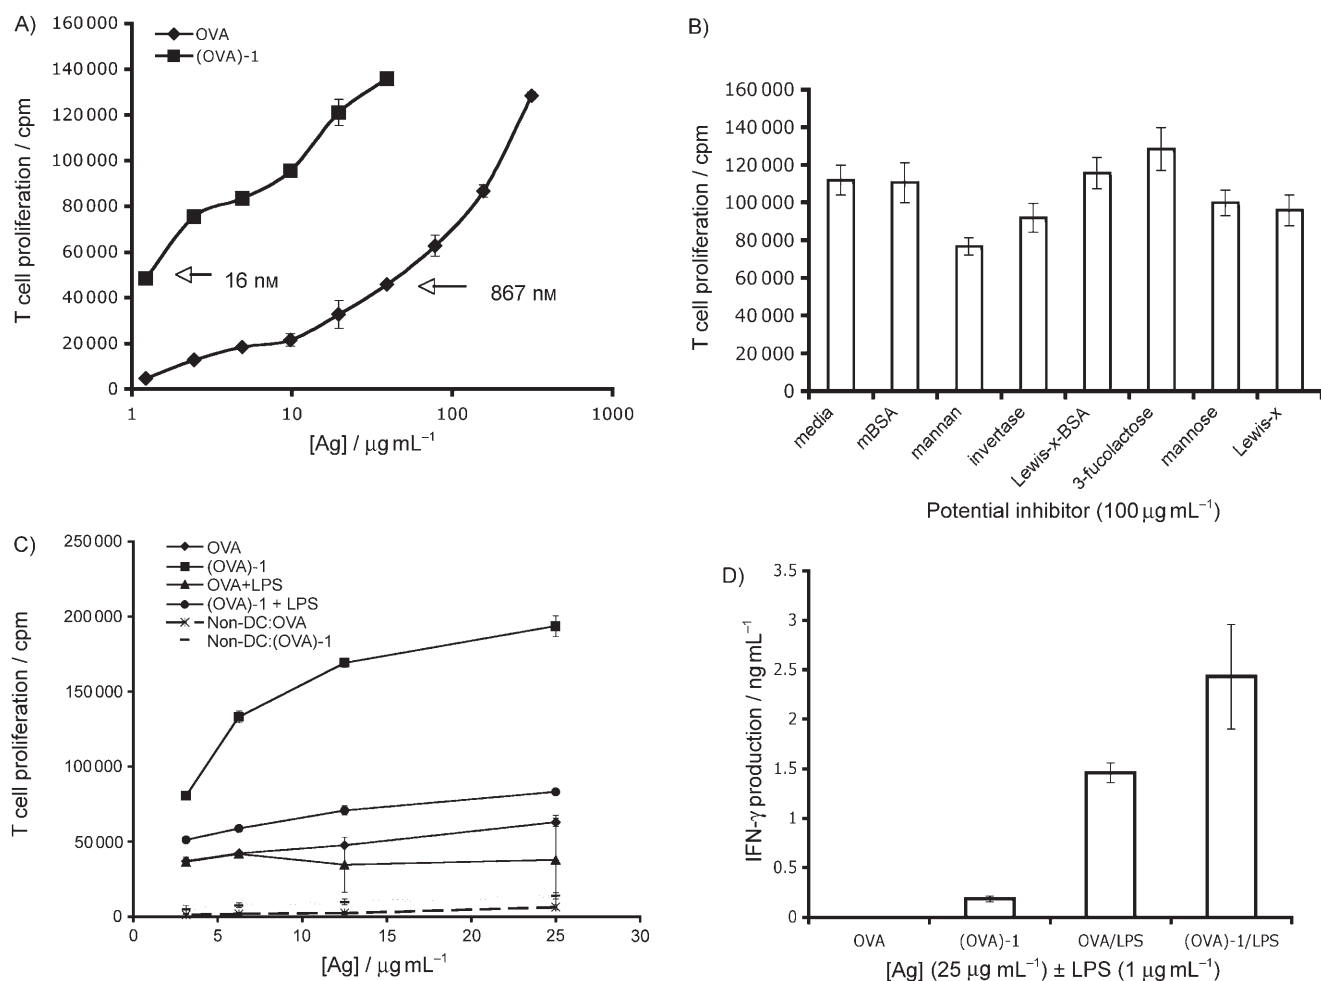 A)
T cell proliferation / cpm
160 000
140 000
120 000
100 000
80 000
60 000
40 000
20 000
0
OVA
(OVA)-1
16 nM
867 nM
1
10
100
1000
[Ag] / μg mL⁻¹
B)
T cell proliferation / cpm
160 000
140 000
120 000
100 000
80 000
60 000
40 000
20 000
0
media
mBSA
mannan
invertase
Lewis-x-BSA
3-fucolactose
mannose
Lewis-x
Potential inhibitor (100 μg mL⁻¹)
C)
T cell proliferation / cpm
250 000
200 000
150 000
100 000
50 000
0
OVA
(OVA)-1
OVA+LPS
(OVA)-1 + LPS
Non-DC:OVA
Non-DC:(OVA)-1
0
5
10
15
20
25
30
[Ag] / μg mL⁻¹
D)
IFN-γ production / ng mL⁻¹
3.5
3
2.5
2
1.5
1
0.5
0
OVA
(OVA)-1
OVA/LPS
(OVA)-1/LPS
[Ag] (25 μg mL⁻¹) ± LPS (1 μg mL⁻¹)